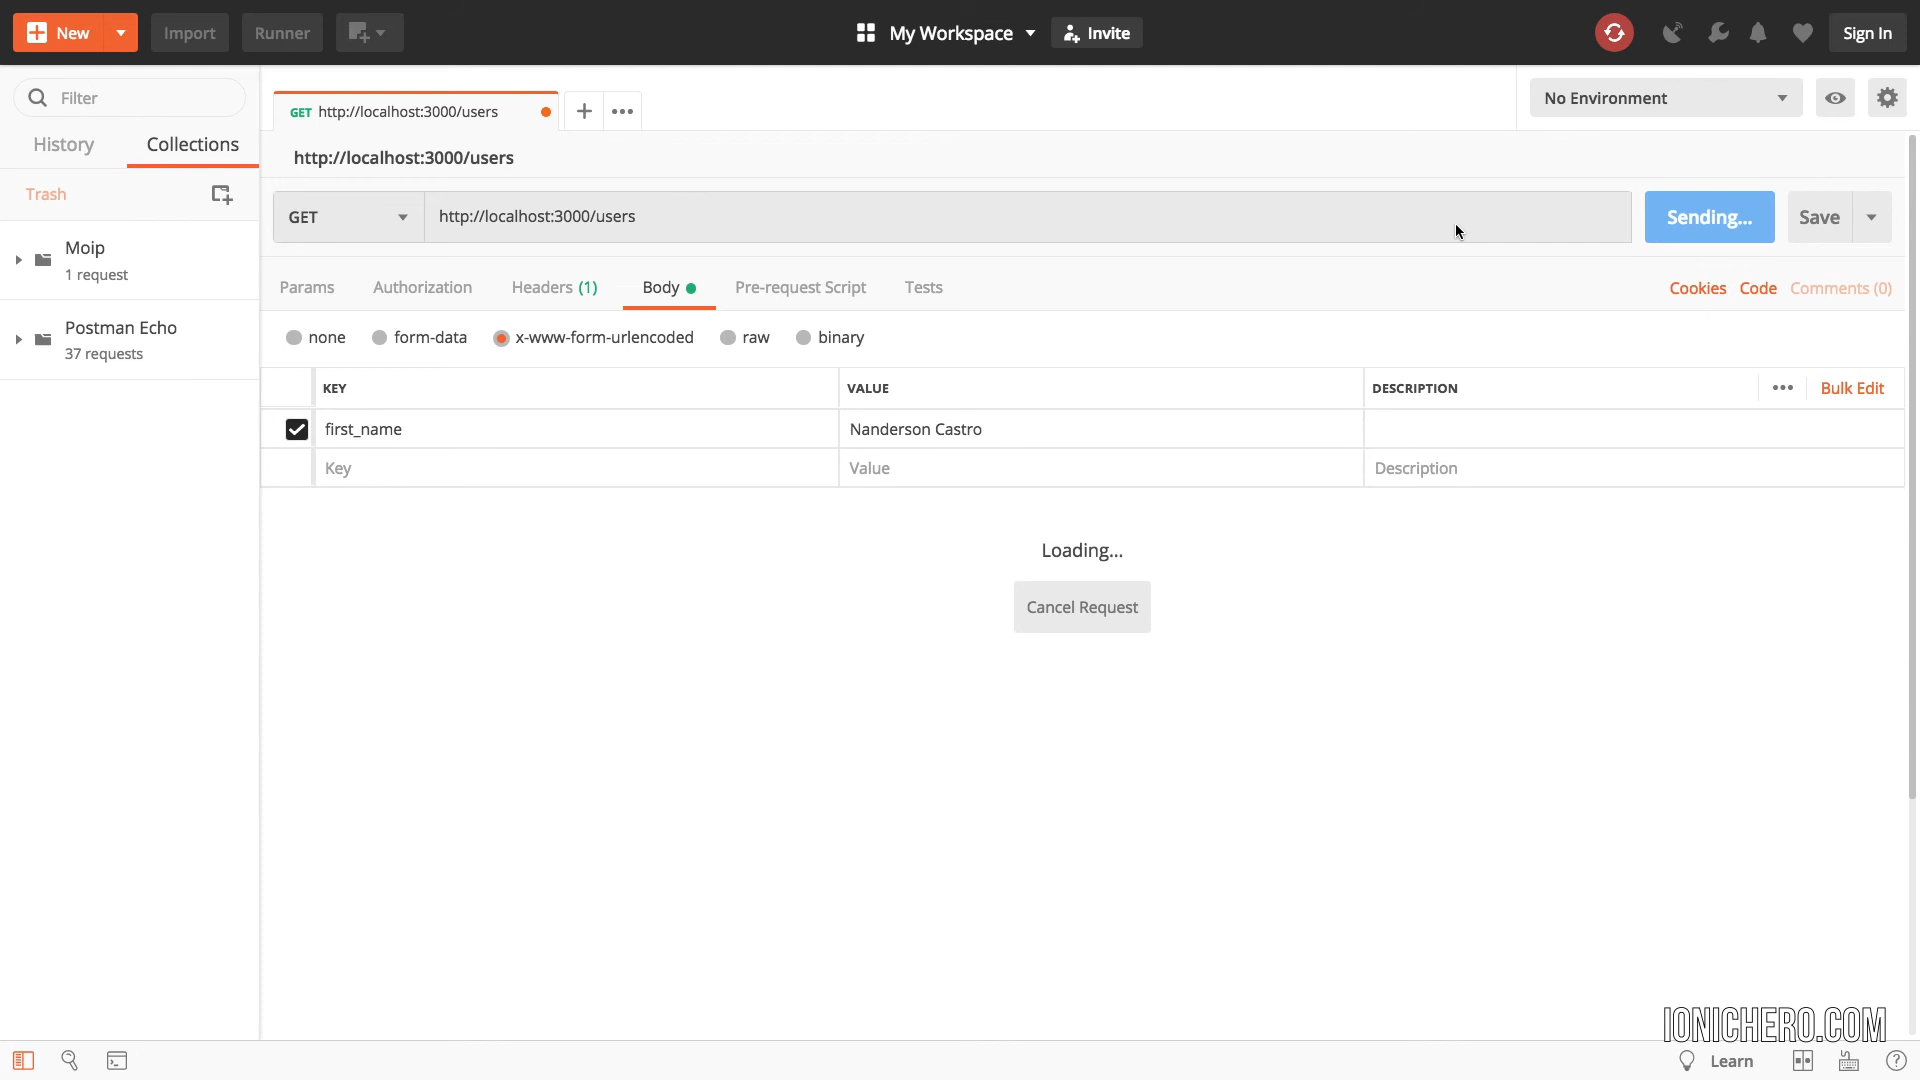 New
Import
Runner
My Workspace
Invite
Sign In
Filter
History
Collections
Trash
Moip
1 request
Postman Echo
37 requests
GET http://localhost:3000/users
No Environment
http://localhost:3000/users
GET http://localhost:3000/users Sending... Save
Params Authorization Headers (1) Body Pre-request Script Tests Cookies Code Comments (0)
none form-data x-www-form-urlencoded raw binary
KEY VALUE DESCRIPTION Bulk Edit
first_name Nanderson Castro
Key Value Description
Loading...
Cancel Request
IONICHERO.COM
Learn